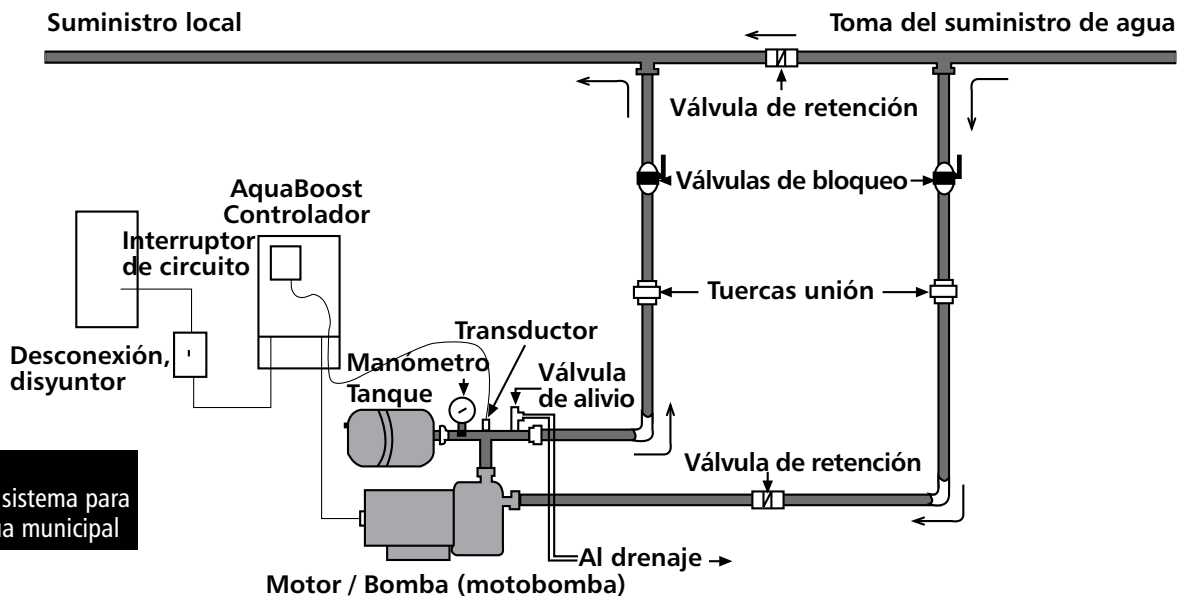 Suministro local
Toma del suministro de agua
Válvula de retención
Válvulas de bloqueo
AquaBoost
Controlador
Interruptor
de circuito
Tuercas unión
Transductor
Desconexión,
disyuntor
Manómetro
Válvula
de alivio
Tanque
Válvula de retención
sistema para
municipal
Al drenaje
Motor / Bomba (motobomba)